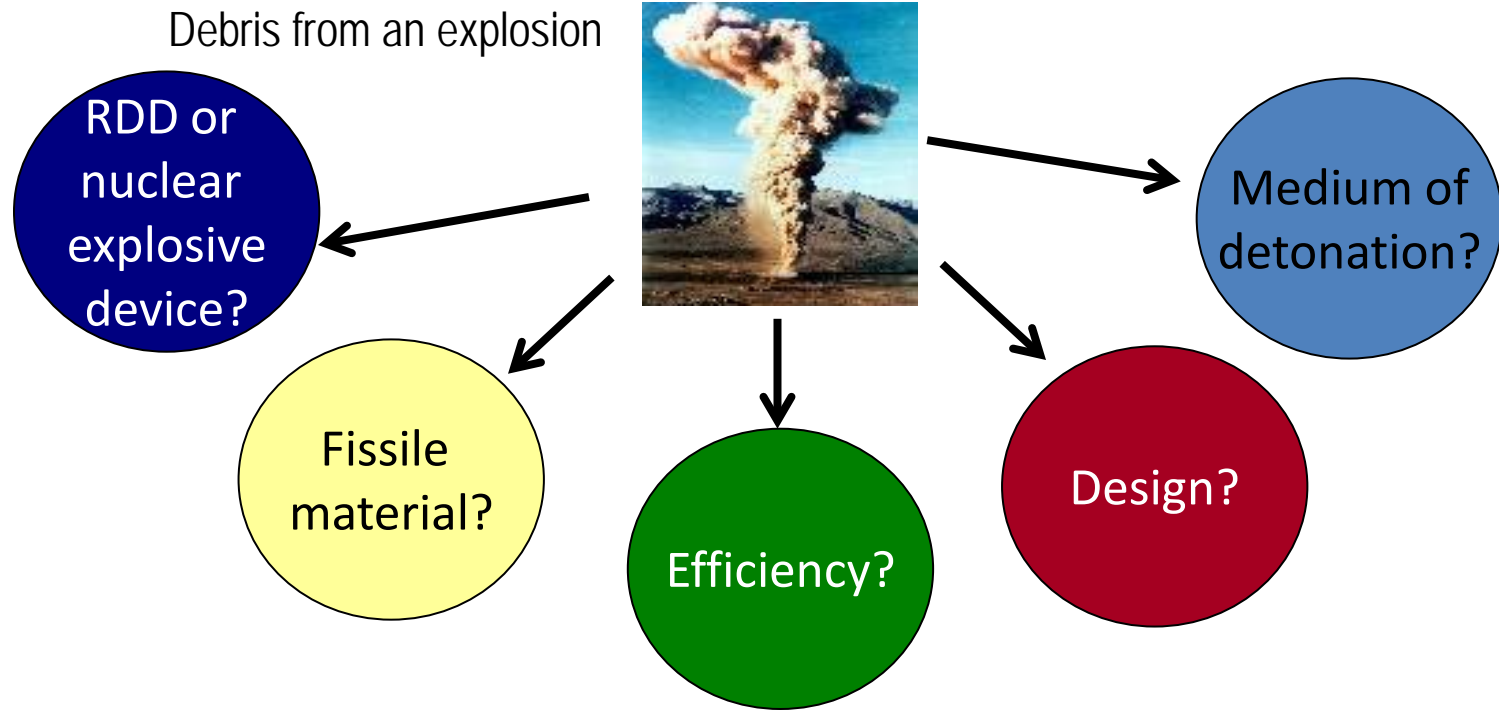 Debris from an explosion
RDD or
nuclear
explosive
device?
Fissile
material?
Efficiency?
Design?
Medium of
detonation?